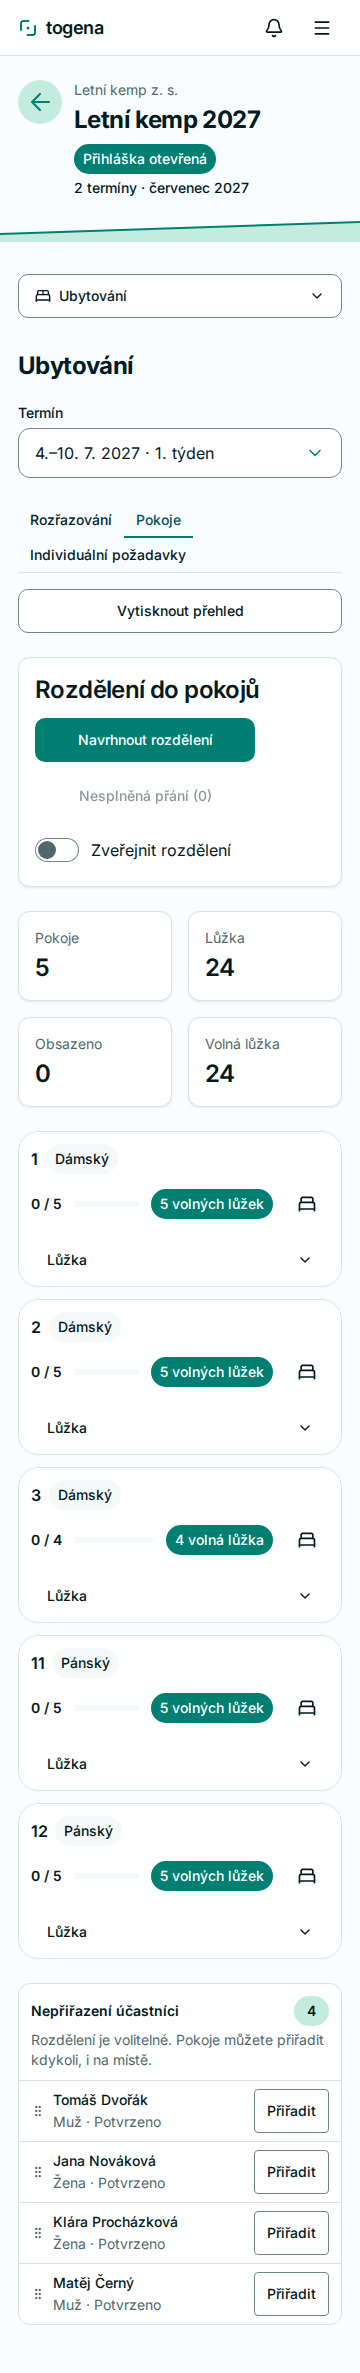 togena
Letní kemp z. s.
Letní kemp 2027
Přihláška otevřená
2 termíny · červenec 2027
Ubytování
Ubytování
Termín
4.–10. 7. 2027 · 1. týden
Rozřazování Pokoje
Individuální požadavky
Vytisknout přehled
Rozdělení do pokojů
Navrhnout rozdělení
Nesplněná přání (0)
Zveřejnit rozdělení
Pokoje Lůžka
5 24
Obsazeno Volná lůžka
0 24
1 Dámský
0 / 5 5 volných lůžek
Lůžka
2 Dámský
0 / 5 5 volných lůžek
Lůžka
3 Dámský
0 / 4 4 volná lůžka
Lůžka
11 Pánský
0 / 5 5 volných lůžek
Lůžka
12 Pánský
0 / 5 5 volných lůžek
Lůžka
Nepřiřazení účastníci 4
Rozdělení je volitelné. Pokoje můžete přiřadit
kdykoli, i na místě.
Tomáš Dvořák
Muž · Potvrzeno Přiřadit
Jana Nováková
Žena · Potvrzeno Přiřadit
Klára Procházková
Žena · Potvrzeno Přiřadit
Matěj Černý
Muž · Potvrzeno Přiřadit